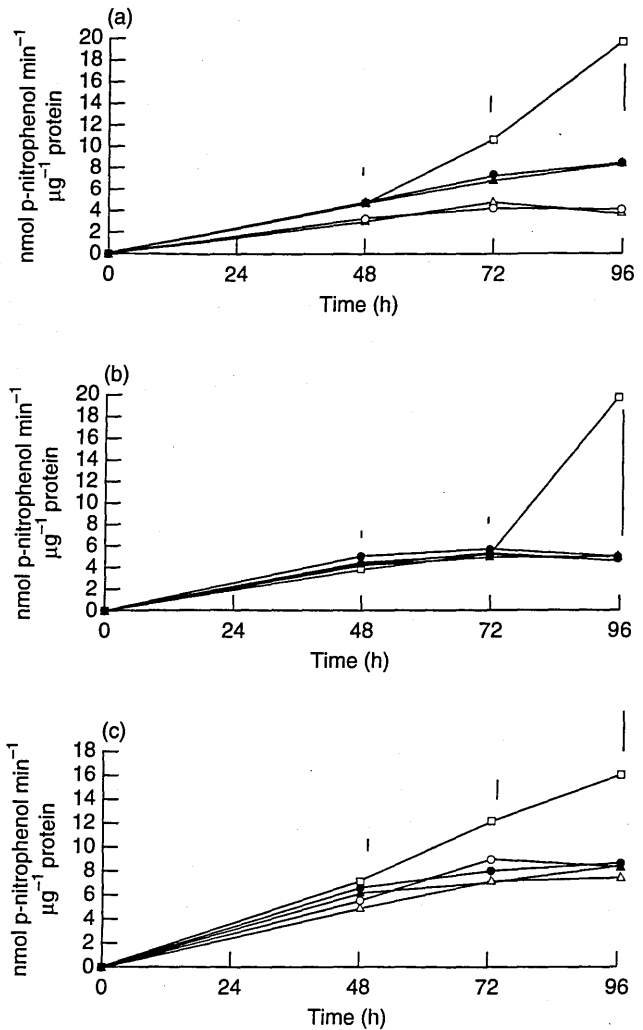 (a)
nmol p-nitrophenol min⁻¹
µg⁻¹ protein
20
18
16
14
12
10
8
6
4
2
0
0 24 48 72 96
Time (h)
(b)
nmol p-nitrophenol min⁻¹
µg⁻¹ protein
20
18
16
14
12
10
8
6
4
2
0
0 24 48 72 96
Time (h)
(c)
nmol p-nitrophenol min⁻¹
µg⁻¹ protein
18
16
14
12
10
8
6
4
2
0
0 24 48 72 96
Time (h)